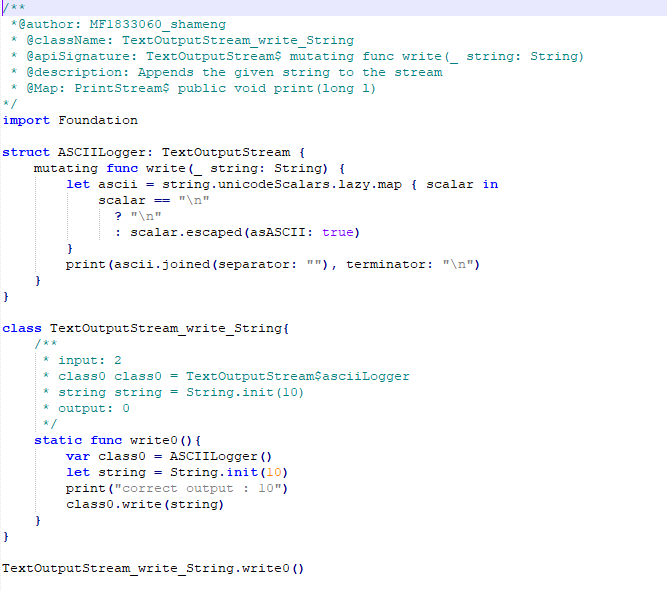 /**
 *@author: MF1833060_shameng
 * @className: TextOutputStream_write_String
 * @apiSignature: TextOutputStream$ mutating func write(_ string: String)
 * @description: Appends the given string to the stream
 * @Map: PrintStream$ public void print(long l)
*/
import Foundation

struct ASCIILogger: TextOutputStream {
    mutating func write(_ string: String) {
        let ascii = string.unicodeScalars.lazy.map { scalar in
            scalar == "\n"
              ? "\n"
              : scalar.escaped(asASCII: true)
        }
        print(ascii.joined(separator: ""), terminator: "\n")
    }
}

class TextOutputStream_write_String{
    /**
     * input: 2
     * class0 class0 = TextOutputStream$asciiLogger
     * string string = String.init(10)
     * output: 0
     */
    static func write0(){
        var class0 = ASCIILogger()
        let string = String.init(10)
        print("correct output : 10")
        class0.write(string)
    }
}

TextOutputStream_write_String.write0()